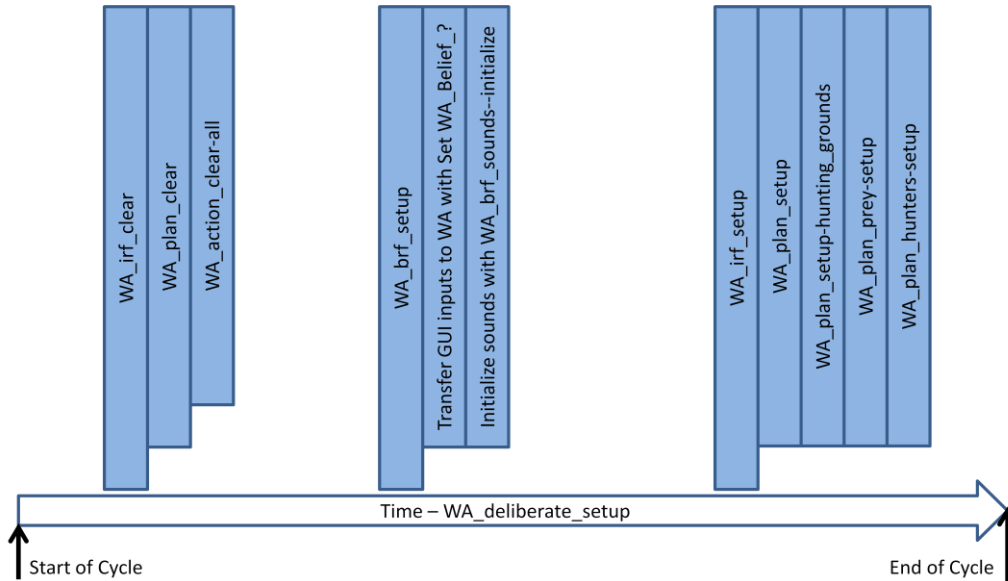 WA_irf_clear
WA_plan_clear
WA_action_clear-all
WA_brf_setup
Transfer GUI inputs to WA with Set WA_Belief_?
Initialize sounds with WA_brf_sounds--initialize
WA_irf_setup
WA_plan_setup
WA_plan_setup-hunting_grounds
WA_plan_prey-setup
WA_plan_hunters-setup
Time – WA_deliberate_setup
Start of Cycle
End of Cycle